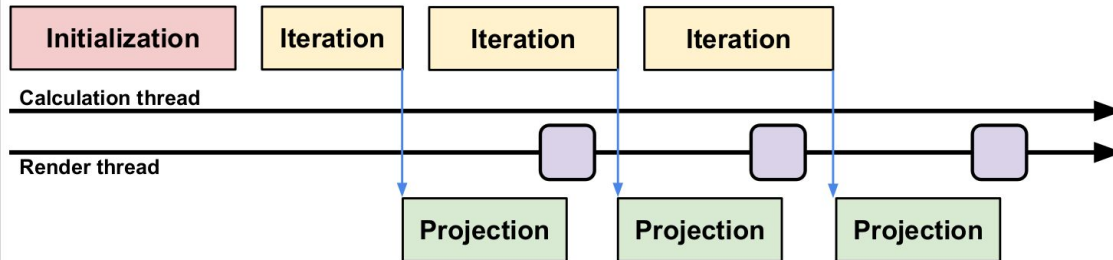 Initialization
Iteration
Iteration
Iteration
Calculation thread
Render thread
Projection
Projection
Projection